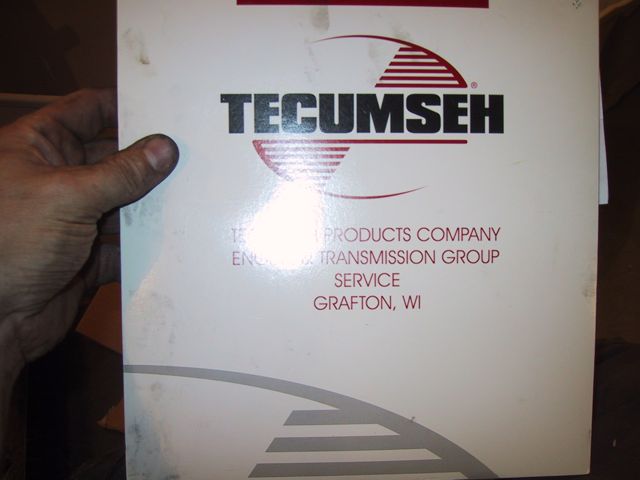 TECUMSEH®
PRODUCTS COMPANY
TRANSMISSION GROUP
SERVICE
GRAFTON, WI